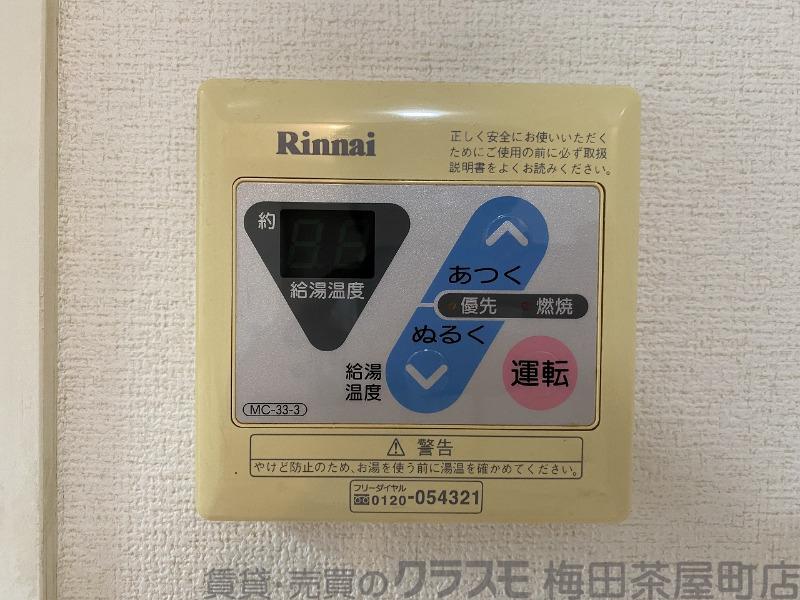 Rinnai
正しく安全にお使いいただく
ためにご使用の前に必ず取扱
説明書をよくお読みください。
約
給湯温度
あつく
優先 燃焼
ぬるく
給湯
温度
運転
MC-33-3
⚠ 警告
やけど防止のため、お湯を使う前に湯温を確かめてください。
フリーダイヤル
0120-054321
賃貸・売買のクラスモ 梅田茶屋町店